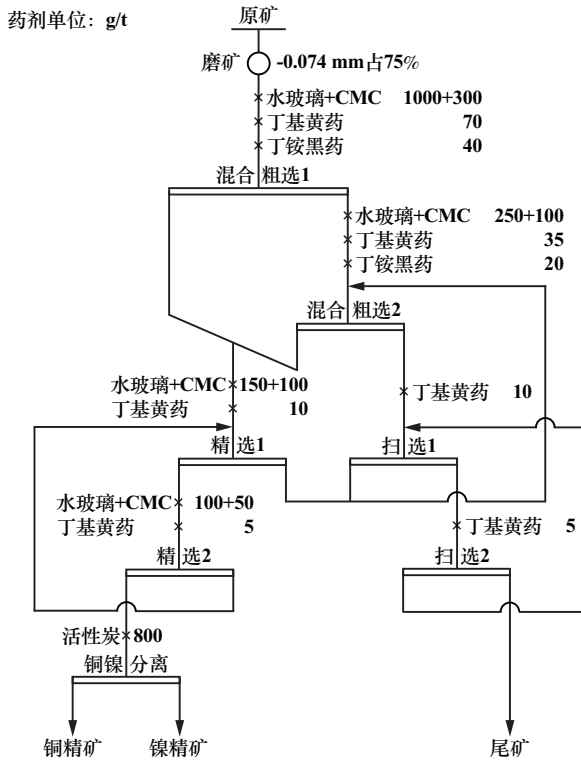 药剂单位：g/t
原矿
磨矿 -0.074 mm占75%
水玻璃+CMC 1000+300
丁基黄药 70
丁铵黑药 40
混合 粗选1
水玻璃+CMC 250+100
丁基黄药 35
丁铵黑药 20
混合 粗选2
水玻璃+CMC 150+100
丁基黄药 10
丁基黄药 10
精 选1
扫 选1
水玻璃+CMC 100+50
丁基黄药 5
丁基黄药 5
精 选2
扫 选2
活性炭 800
铜镍 分离
铜精矿
镍精矿
尾矿